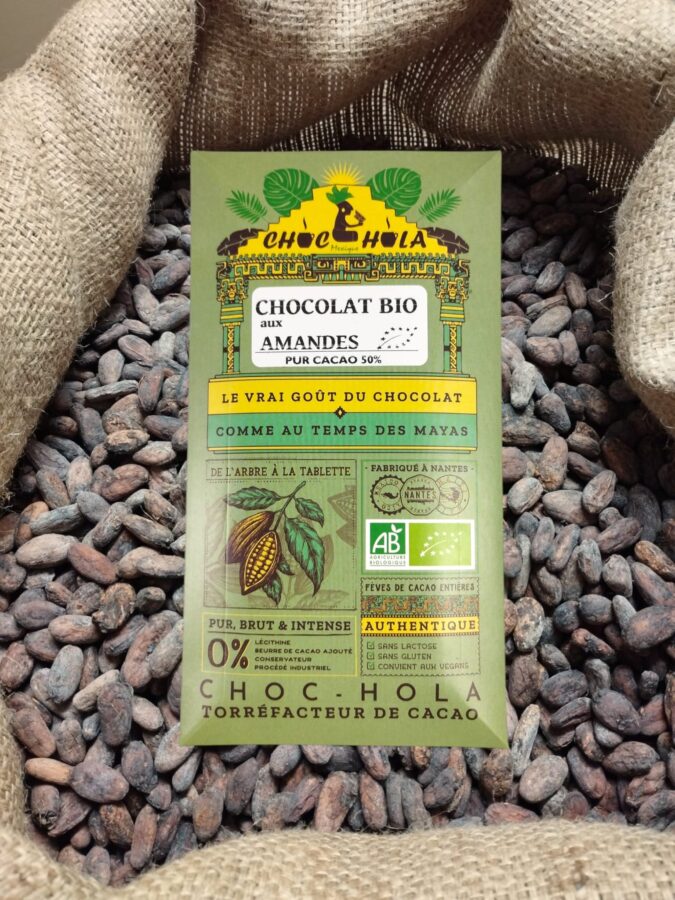 CHOC HOLA
Mexique
CHOCOLAT BIO
aux
AMANDES
PUR CACAO 50%
LE VRAI GOÛT DU CHOCOLAT
COMME AU TEMPS DES MAYAS
DE L'ARBRE À LA TABLETTE
- FABRIQUÉ À NANTES -
NANTES
AB
AGRICULTURE
BIOLOGIQUE
FÈVES DE CACAO ENTIÈRES
AUTHENTIQUE
SANS LACTOSE
SANS GLUTEN
CONVIENT AUX VEGANS
PUR, BRUT & INTENSE
0%
LÉCITHINE
BEURRE DE CACAO AJOUTÉ
CONSERVATEUR
PROCÉDÉ INDUSTRIEL
CHOC-HOLA
TORRÉFACTEUR DE CACAO